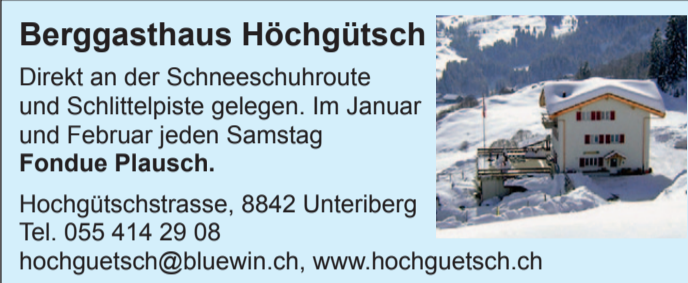 Berggasthaus Höchgütsch
Direkt an der Schneeschuhroute
und Schlittelpiste gelegen. Im Januar
und Februar jeden Samstag
Fondue Plausch.
Hochgütschstrasse, 8842 Unteriberg
Tel. 055 414 29 08
hochguetsch@bluewin.ch, www.hochguetsch.ch